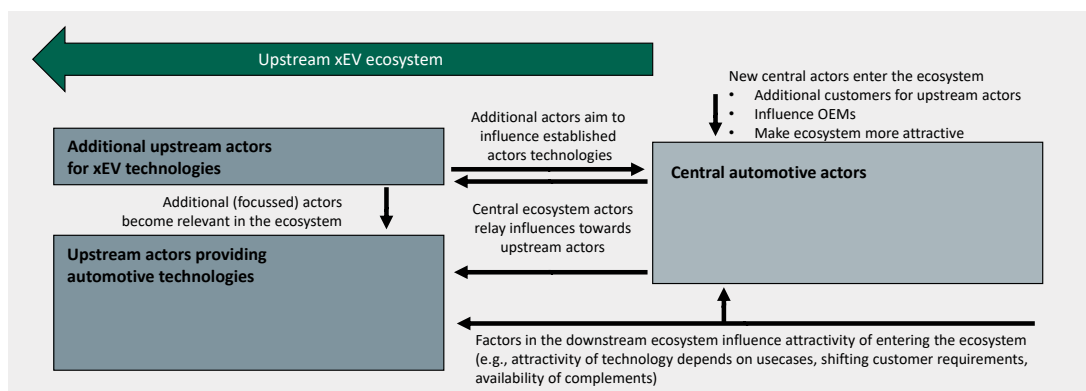 Upstream xEV ecosystem
New central actors enter the ecosystem
• Additional customers for upstream actors
• Influence OEMs
• Make ecosystem more attractive
Additional actors aim to
influence established
actors technologies
Additional upstream actors
for xEV technologies
Central automotive actors
Additional (focussed) actors
become relevant in the ecosystem
Central ecosystem actors
relay influences towards
upstream actors
Upstream actors providing
automotive technologies
Factors in the downstream ecosystem influence attractivity of entering the ecosystem
(e.g., attractivity of technology depends on usecases, shifting customer requirements,
availability of complements)